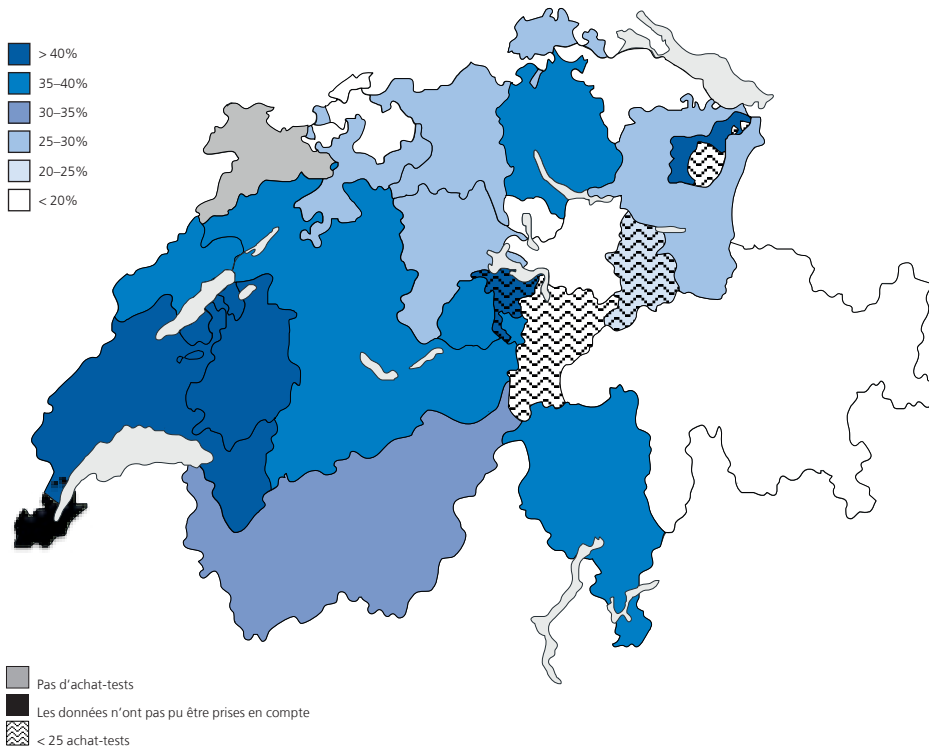 > 40%
35–40%
30–35%
25–30%
20–25%
< 20%
Pas d'achat-tests
Les données n'ont pas pu être prises en compte
< 25 achat-tests